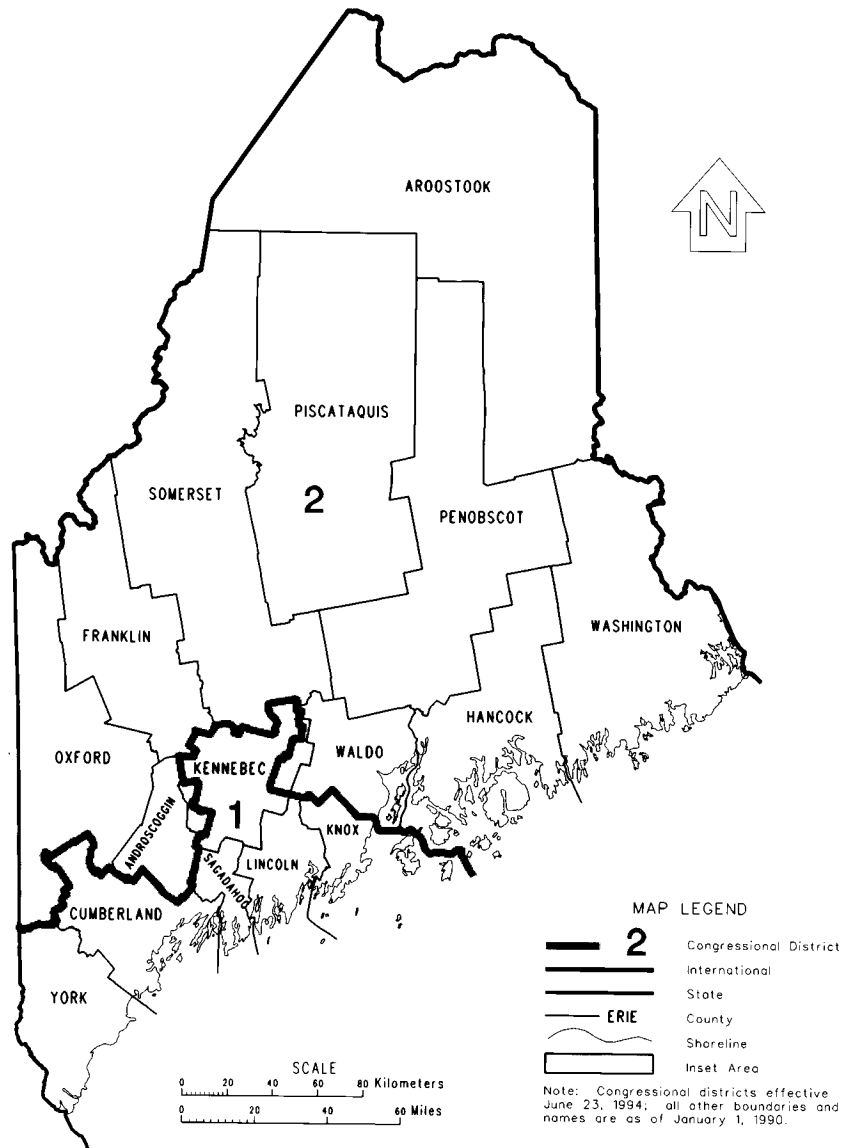 AROOSTOOK
N
PISCATAQUIS
SOMERSET
2
PENOBSCOT
FRANKLIN
WASHINGTON
HANCOCK
OXFORD
KENNEBEC
WALDO
1
ANDROSCOGGIN
KNOX
LINCOLN
SAGADAHOC
CUMBERLAND
YORK
MAP LEGEND
2 Congressional District
International
State
ERIE County
Shoreline
Inset Area
SCALE
0 20 40 60 80 Kilometers
0 20 40 60 Miles
Note: Congressional districts effective
June 23, 1994; all other boundaries and
names are as of January 1, 1990.